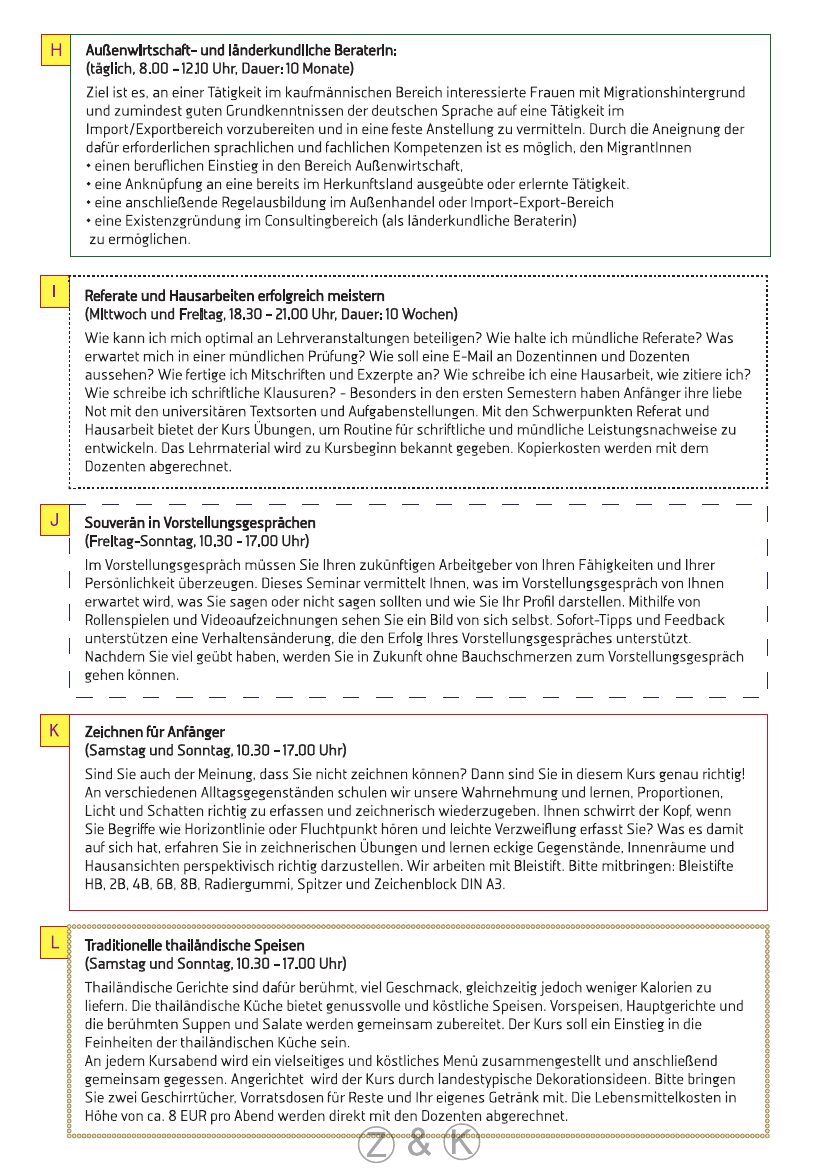 H
Außenwirtschaft- und länderkundliche Beraterin:
(täglich, 8.00 - 12.10 Uhr, Dauer: 10 Monate)
Ziel ist es, an einer Tätigkeit im kaufmännischen Bereich interessierte Frauen mit Migrationshintergrund
und zumindest guten Grundkenntnissen der deutschen Sprache auf eine Tätigkeit im
Import/Exportbereich vorzubereiten und in eine feste Anstellung zu vermitteln. Durch die Aneignung der
dafür erforderlichen sprachlichen und fachlichen Kompetenzen ist es möglich, den MigrantInnen
• einen beruflichen Einstieg in den Bereich Außenwirtschaft,
• eine Anknüpfung an eine bereits im Herkunftsland ausgeübte oder erlernte Tätigkeit.
• eine anschließende Regelausbildung im Außenhandel oder Import-Export-Bereich
• eine Existenzgründung im Consultingbereich (als länderkundliche Beraterin)
zu ermöglichen.
I
Referate und Hausarbeiten erfolgreich meistern
(Mittwoch und Freitag, 18.30 - 21.00 Uhr, Dauer: 10 Wochen)
Wie kann ich mich optimal an Lehrveranstaltungen beteiligen? Wie halte ich mündliche Referate? Was
erwartet mich in einer mündlichen Prüfung? Wie soll eine E-Mail an Dozentinnen und Dozenten
aussehen? Wie fertige ich Mitschriften und Exzerpte an? Wie schreibe ich eine Hausarbeit, wie zitiere ich?
Wie schreibe ich schriftliche Klausuren? - Besonders in den ersten Semestern haben Anfänger ihre liebe
Not mit den universitären Textsorten und Aufgabenstellungen. Mit den Schwerpunkten Referat und
Hausarbeit bietet der Kurs Übungen, um Routine für schriftliche und mündliche Leistungsnachweise zu
entwickeln. Das Lehrmaterial wird zu Kursbeginn bekannt gegeben. Kopierkosten werden mit dem
Dozenten abgerechnet.
J
Souverän in Vorstellungsgesprächen
(Freitag-Sonntag, 10.30 - 17.00 Uhr)
Im Vorstellungsgespräch müssen Sie Ihren zukünftigen Arbeitgeber von Ihren Fähigkeiten und Ihrer
Persönlichkeit überzeugen. Dieses Seminar vermittelt Ihnen, was im Vorstellungsgespräch von Ihnen
erwartet wird, was Sie sagen oder nicht sagen sollten und wie Sie Ihr Profil darstellen. Mithilfe von
Rollenspielen und Videoaufzeichnungen sehen Sie ein Bild von sich selbst. Sofort-Tipps und Feedback
unterstützen eine Verhaltensänderung, die den Erfolg Ihres Vorstellungsgespräches unterstützt.
Nachdem Sie viel geübt haben, werden Sie in Zukunft ohne Bauchschmerzen zum Vorstellungsgespräch
gehen können.
K
Zeichnen für Anfänger
(Samstag und Sonntag, 10.30 - 17.00 Uhr)
Sind Sie auch der Meinung, dass Sie nicht zeichnen können? Dann sind Sie in diesem Kurs genau richtig!
An verschiedenen Alltagsgegenständen schulen wir unsere Wahrnehmung und lernen, Proportionen,
Licht und Schatten richtig zu erfassen und zeichnerisch wiederzugeben. Ihnen schwirrt der Kopf, wenn
Sie Begriffe wie Horizontlinie oder Fluchtpunkt hören und leichte Verzweiflung erfasst Sie? Was es damit
auf sich hat, erfahren Sie in zeichnerischen Übungen und lernen eckige Gegenstände, Innenräume und
Hausansichten perspektivisch richtig darzustellen. Wir arbeiten mit Bleistift. Bitte mitbringen: Bleistifte
HB, 2B, 4B, 6B, 8B, Radiergummi, Spitzer und Zeichenblock DIN A3.
L
Traditionelle thailändische Speisen
(Samstag und Sonntag, 10.30 - 17.00 Uhr)
Thailändische Gerichte sind dafür berühmt, viel Geschmack, gleichzeitig jedoch weniger Kalorien zu
liefern. Die thailändische Küche bietet genussvolle und köstliche Speisen. Vorspeisen, Hauptgerichte und
die berühmten Suppen und Salate werden gemeinsam zubereitet. Der Kurs soll ein Einstieg in die
Feinheiten der thailändischen Küche sein.
An jedem Kursabend wird ein vielseitiges und köstliches Menü zusammengestellt und anschließend
gemeinsam gegessen. Angerichtet wird der Kurs durch landestypische Dekorationsideen. Bitte bringen
Sie zwei Geschirrtücher, Vorratsdosen für Reste und Ihr eigenes Getränk mit. Die Lebensmittelkosten in
Höhe von ca. 8 EUR pro Abend werden direkt mit den Dozenten abgerechnet.
Z & K